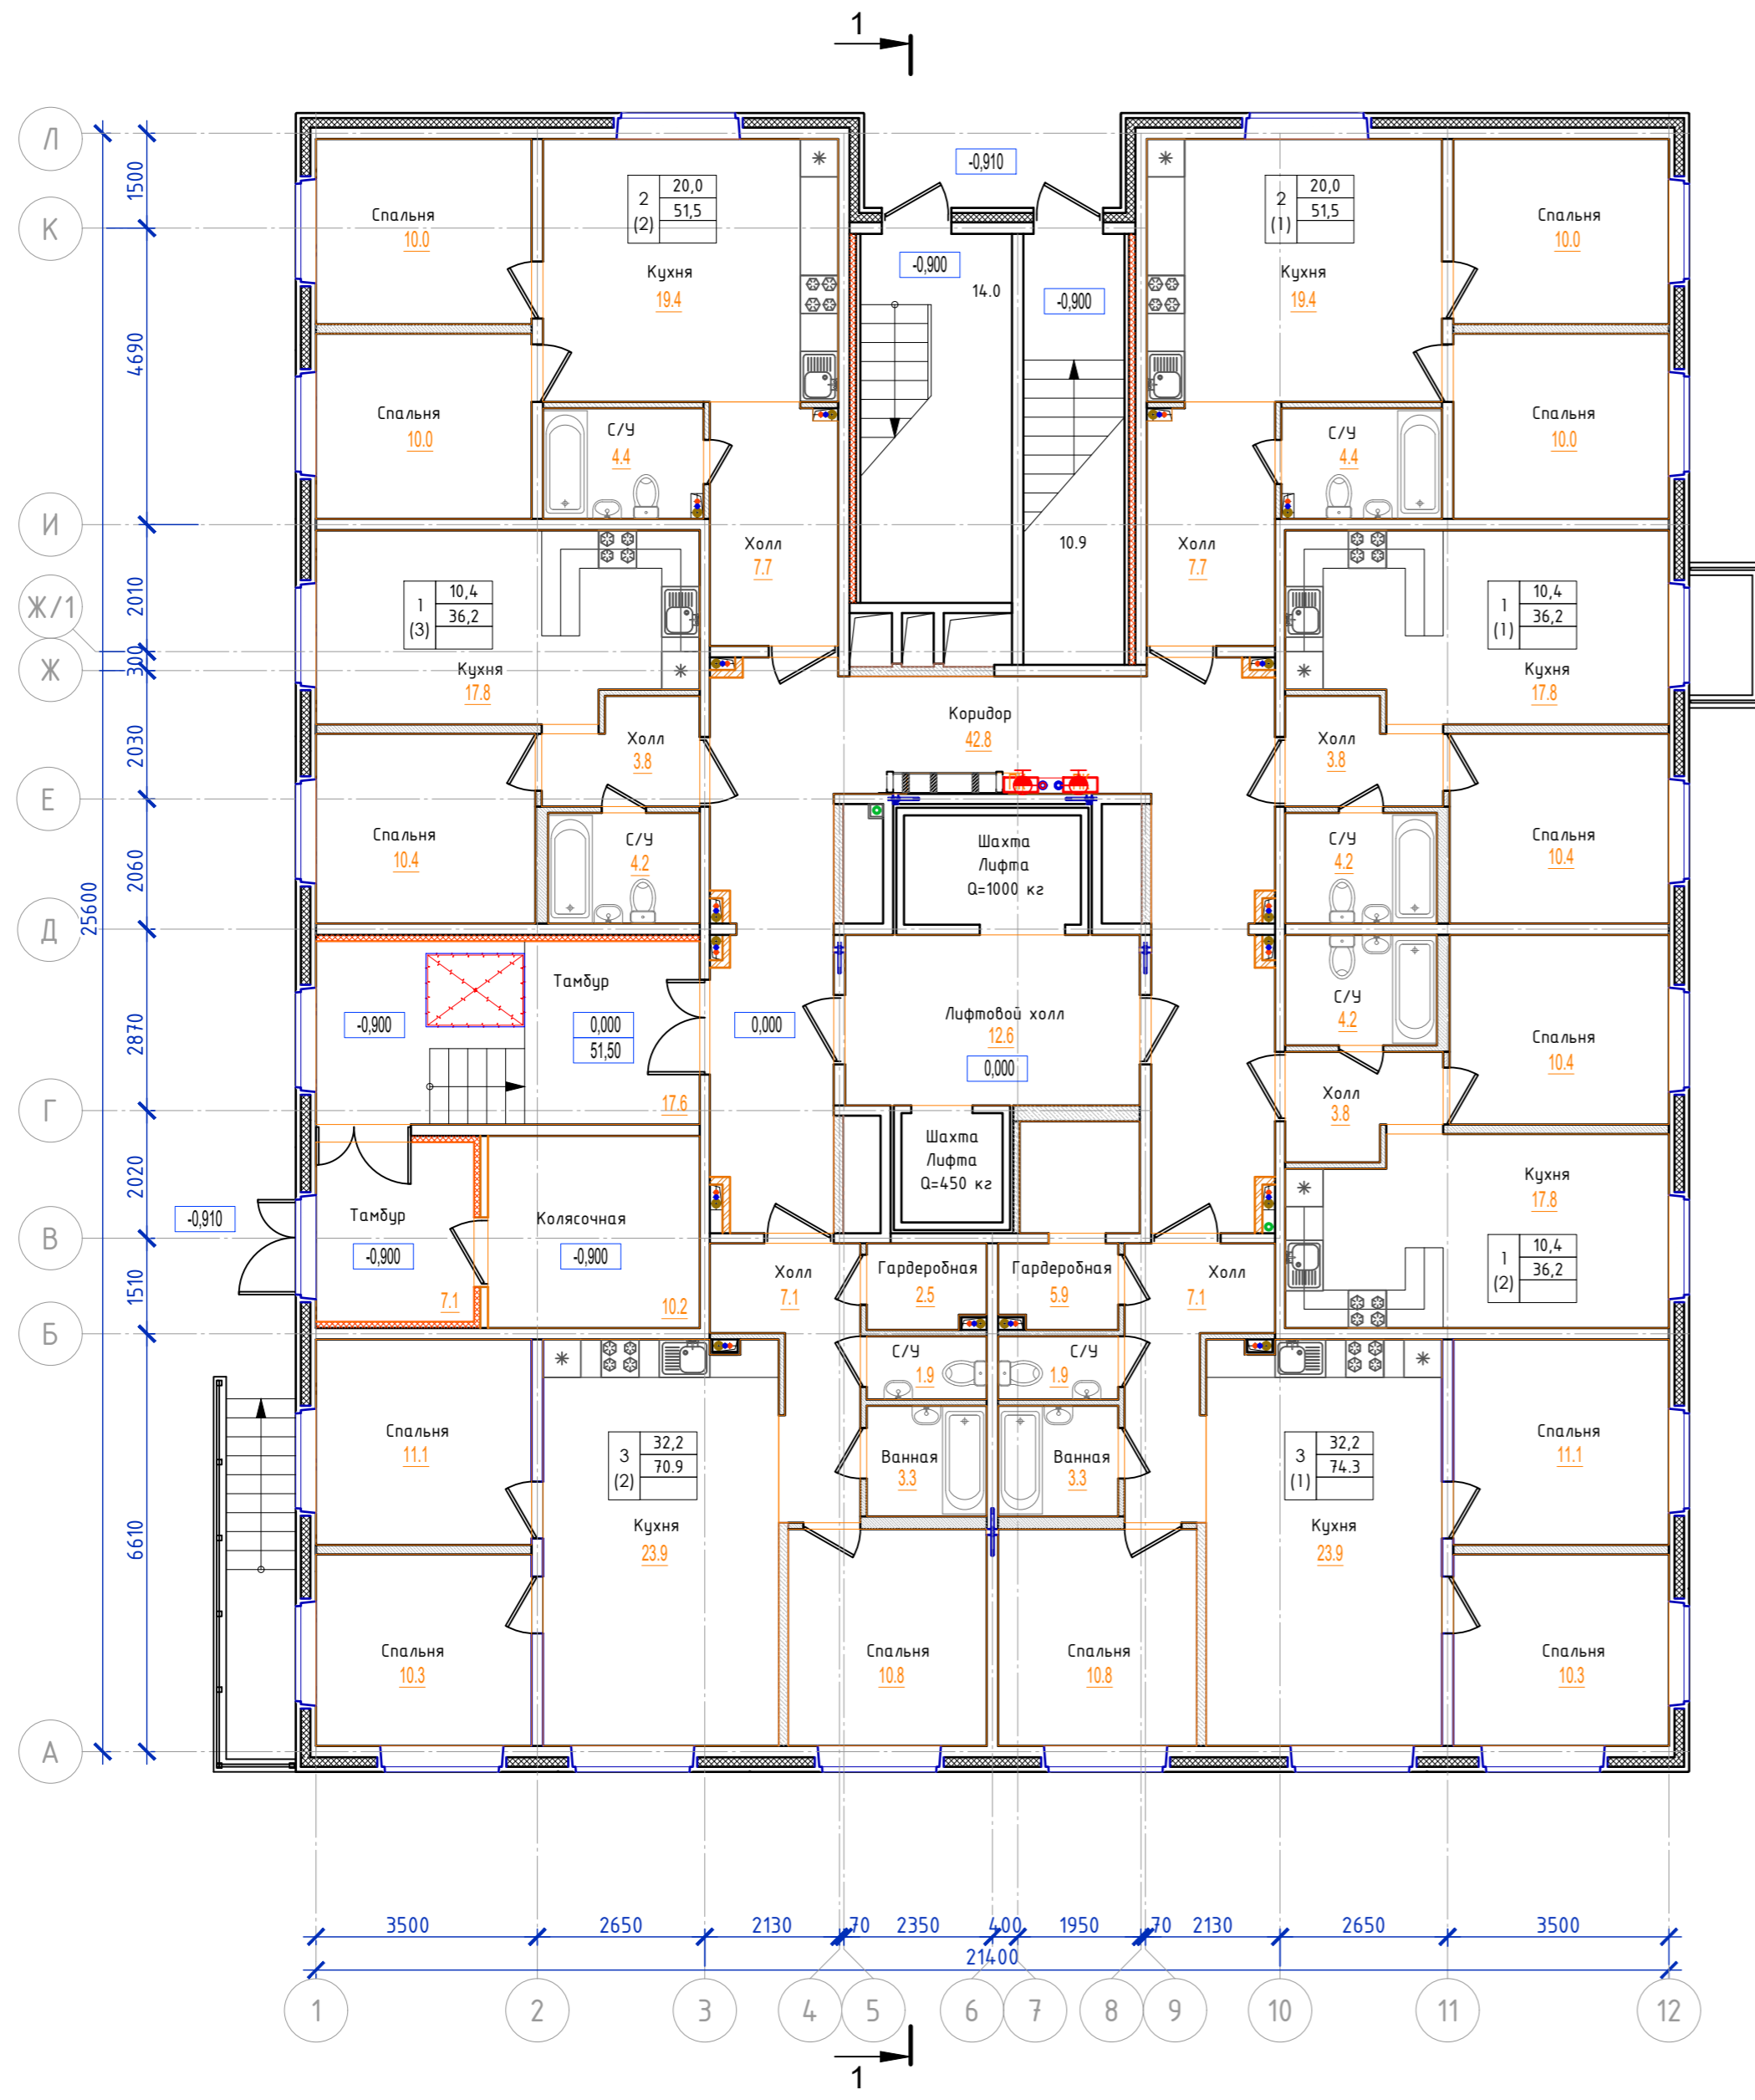 1
Л
К
И
Ж/1
Ж
Е
Д
Г
В
Б
А
1500
4690
2010
300
2030
2060
2870
2020
1510
6610
25600
-0,910
Спальня
10.0
2
(2)
20,0
51,5
Кухня
19.4
-0,900
14.0
-0,900
2
(1)
20,0
51,5
Кухня
19.4
Спальня
10.0
Спальня
10.0
С/У
4.4
С/У
4.4
Спальня
10.0
Холл
7.7
10.9
Холл
7.7
1
(3)
10,4
36,2
Кухня
17.8
1
(1)
10,4
36,2
Кухня
17.8
Коридор
42.8
Холл
3.8
Холл
3.8
Спальня
10.4
С/У
4.2
Шахта
Лифта
Q=1000 кг
С/У
4.2
Спальня
10.4
Тамбур
-0,900
0,000
51,50
17.6
0,000
Лифтовой холл
12.6
0,000
С/У
4.2
Спальня
10.4
Холл
3.8
Шахта
Лифта
Q=450 кг
Кухня
17.8
1
(2)
10,4
36,2
-0,910
Тамбур
-0,900
7.1
Колясочная
-0,900
10.2
Холл
7.1
Гардеробная
2.5
Гардеробная
5.9
Холл
7.1
С/У
1.9
С/У
1.9
Спальня
11.1
3
(2)
32,2
70.9
Кухня
23.9
Ванная
3.3
Ванная
3.3
3
(1)
32,2
74.3
Кухня
23.9
Спальня
11.1
Спальня
10.3
Спальня
10.8
Спальня
10.8
Спальня
10.3
3500
2650
2130
70
2350
400
1950
70
2130
2650
3500
21400
1
2
3
4
5
6
7
8
9
10
11
12
1